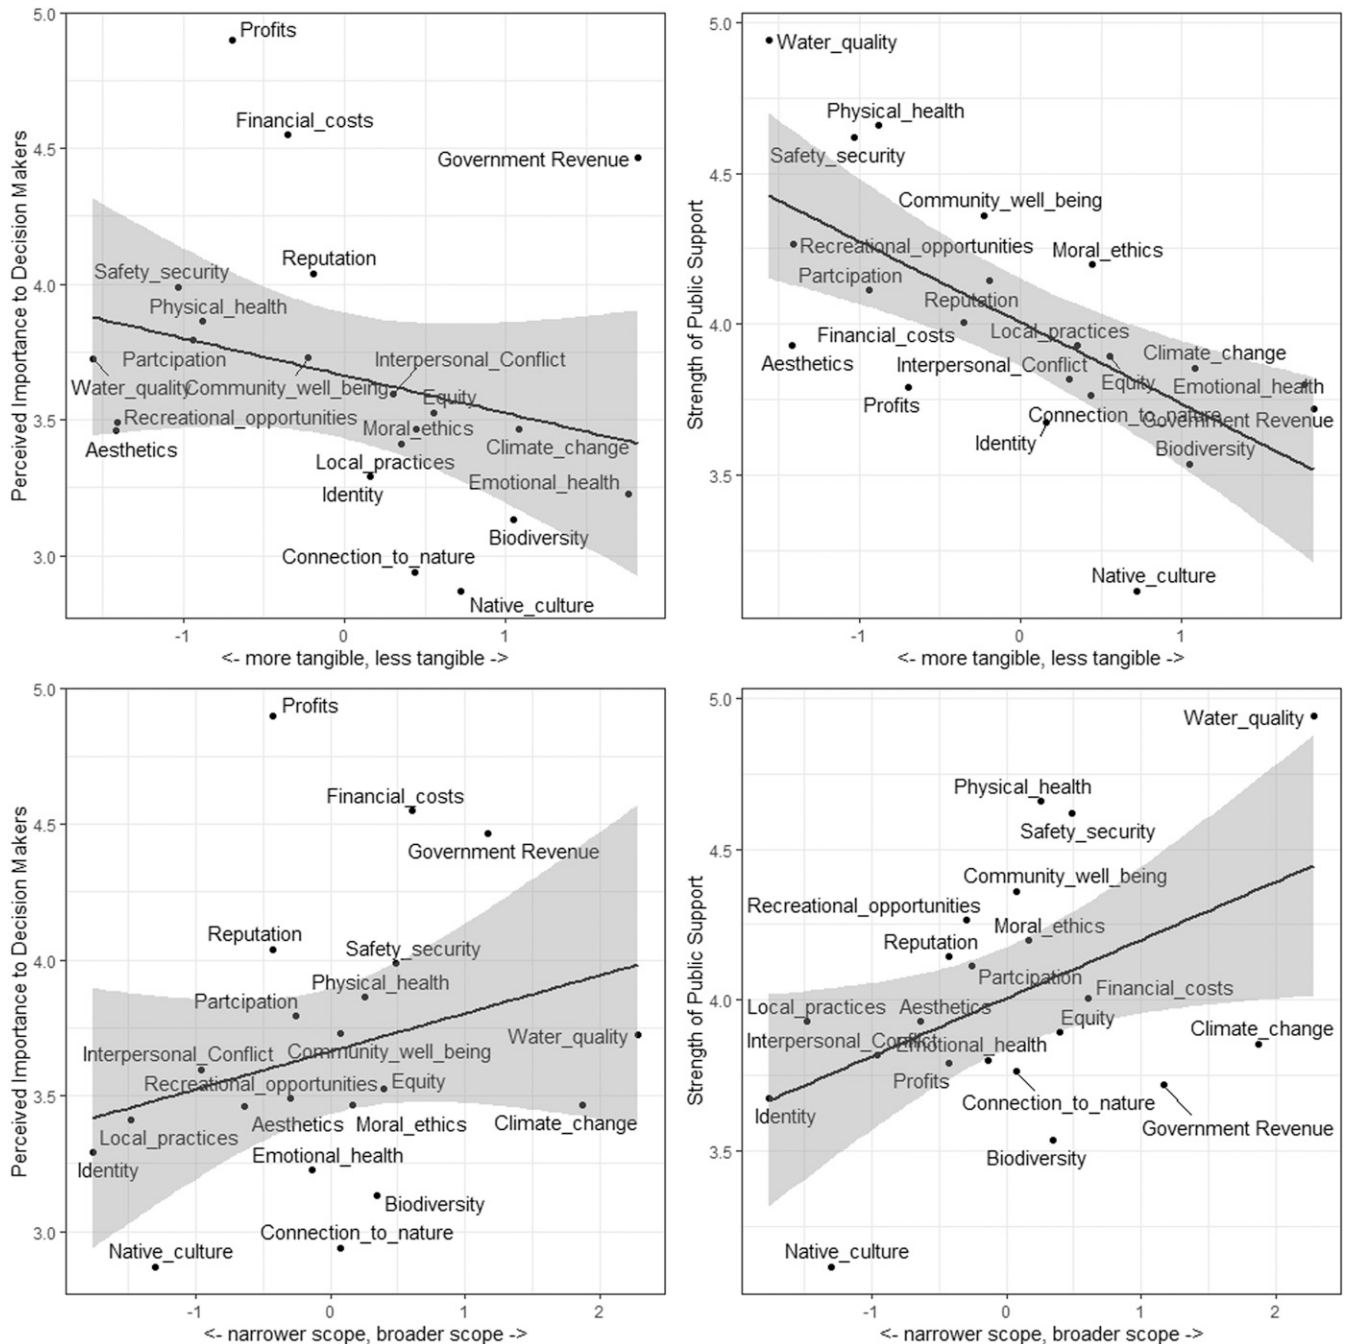 5.0
Profits
Financial_costs
4.5
Government Revenue
Reputation
Safety_security
4.0
Physical_health
Partcipation
Interpersonal_Conflict
Water_quality
Community_well_being
Equity
Recreational_opportunities
3.5
Moral_ethics
Aesthetics
Climate_change
Local_practices
Emotional_health
Identity
Biodiversity
3.0
Connection_to_nature
Native_culture
-1 0 1
<- more tangible, less tangible ->
Perceived Importance to Decision Makers
5.0
Water_quality
Physical_health
Safety_security
4.5
Community_well_being
Recreational_opportunities
Moral_ethics
Partcipation
Reputation
4.0
Financial_costs
Local_practices
Aesthetics
Interpersonal_Conflict
Climate_change
Equity
Emotional_health
Profits
Connection_to_nature
Government Revenue
Identity
Biodiversity
3.5
Native_culture
-1 0 1
<- more tangible, less tangible ->
Strength of Public Support
5.0
Profits
Financial_costs
4.5
Government Revenue
Reputation
Safety_security
4.0
Physical_health
Partcipation
Water_quality
Interpersonal_Conflict
Community_well_being
Recreational_opportunities
Equity
3.5
Aesthetics
Moral_ethics
Climate_change
Local_practices
Emotional_health
Identity
Biodiversity
Connection_to_nature
3.0
Native_culture
-1 0 1 2
<- narrower scope, broader scope ->
Perceived Importance to Decision Makers
5.0
Water_quality
Physical_health
Safety_security
4.5
Community_well_being
Recreational_opportunities
Moral_ethics
Reputation
Partcipation
Financial_costs
4.0
Local_practices
Aesthetics
Equity
Climate_change
Interpersonal_Conflict
Emotional_health
Profits
Connection_to_nature
Identity
Government Revenue
Biodiversity
3.5
Native_culture
-1 0 1 2
<- narrower scope, broader scope ->
Strength of Public Support